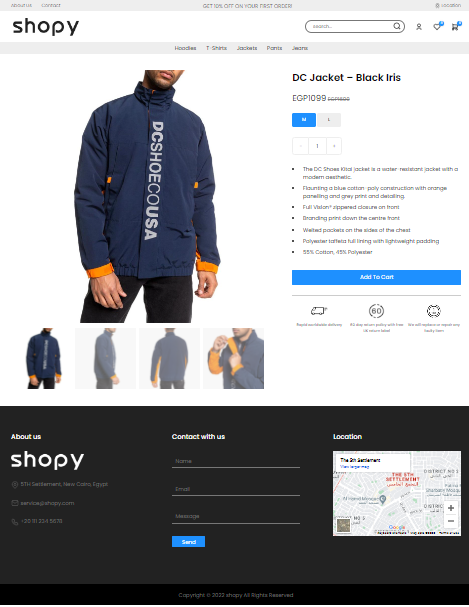 About us
Contact
GET 10% OFF ON YOUR FIRST ORDER!
Location
shopy
search...
Hoodies
T-Shirts
Jackets
Pants
Jeans
DC Jacket – Black Iris
EGP1099
M
L
-
1
+
DCSHOECOUSA
The DC Shoes Kitai jacket is a water-resistant jacket with a
modern aesthetic.
Flaunting a blue cotton-poly construction with orange
panelling and grey print and detailing.
Full Vision® zippered closure on front
Branding print down the centre front
Welted pockets on the sides of the chest
Polyester taffeta full lining with lightweight padding
55% Cotton, 45% Polyester
Add To Cart
60
Rapid worldwide delivery
60 day return policy with free
UK return label
We will replace or repair any
faulty item
About us
Contact with us
Location
shopy
5TH Settlement, New Cairo, Egypt
service@shopy.com
Name
Email
Message
Send
The 5th Settlement
View larger map
THE 5TH
SETTLEMENT
DISTRICT
Google
+
-
Copyright © 2022 shopy All Rights Reserved